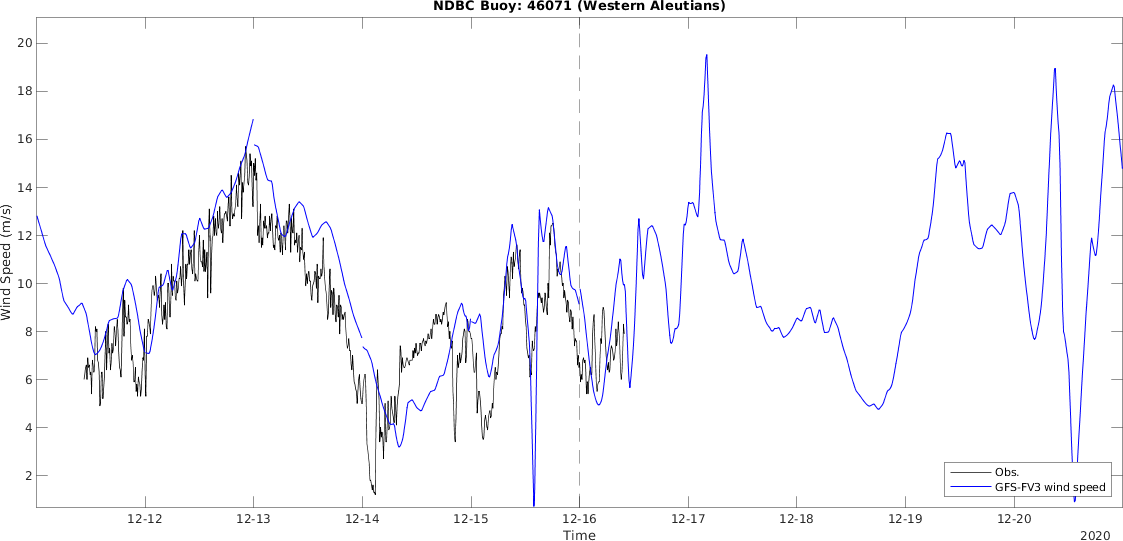 NDBC Buoy: 46071 (Western Aleutians)
Wind Speed (m/s)
20
18
16
14
12
10
8
6
4
2
Obs.
GFS-FV3 wind speed
12-12 12-13 12-14 12-15 12-16 12-17 12-18 12-19 12-20
Time
2020